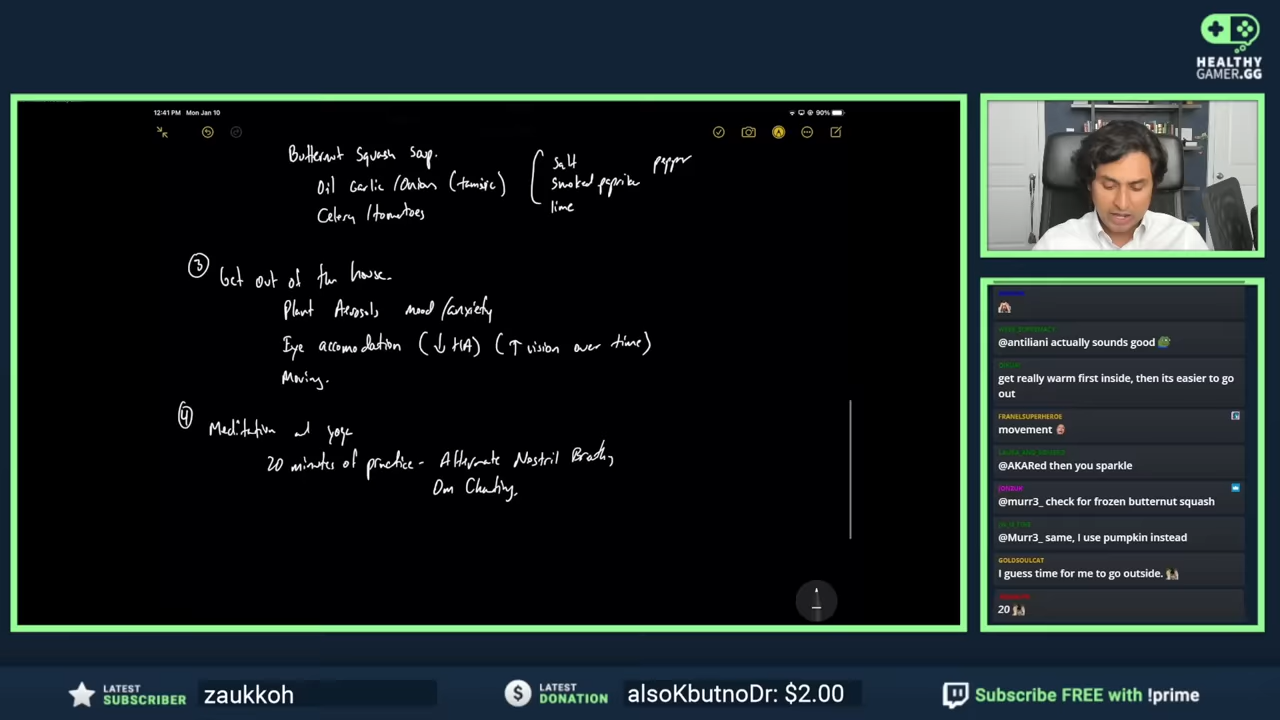 HEALTHY
GAMER.GG
12:41 PM Mon Jan 10
90%
Butternut Squash Soup.
Oil Garlic/Onion (turmeric)
Celery /tomatoes
Salt
pepper
Smoked paprika
lime
3 Get out of the house.
Plant Aerosols mood/anxiety
Eye accomodation (↓ HA) (↑ vision over time)
Moving.
4 Meditation and yoga
20 minutes of practice - Alternate Nostril Breath,
Om Chanting.
@antiliani actually sounds good
get really warm first inside, then its easier to go
out
FRANELSUPERHEROE
movement
@AKARed then you sparkle
@murr3_ check for frozen butternut squash
@Murr3_ same, I use pumpkin instead
GOLDSOULCAT
I guess time for me to go outside.
20
LATEST
SUBSCRIBER
zaukkoh
LATEST
DONATION
alsoKbutnoDr: $2.00
Subscribe FREE with !prime